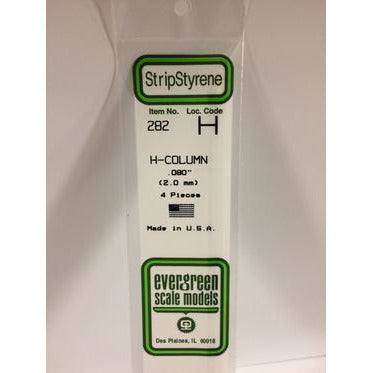 StripStyrene
Item No. Loc. Code
282 H
H-COLUMN
.080"
(2.0 mm)
4 Pieces
Made in U.S.A.
evergreen
scale models
Des Plaines, IL 60018